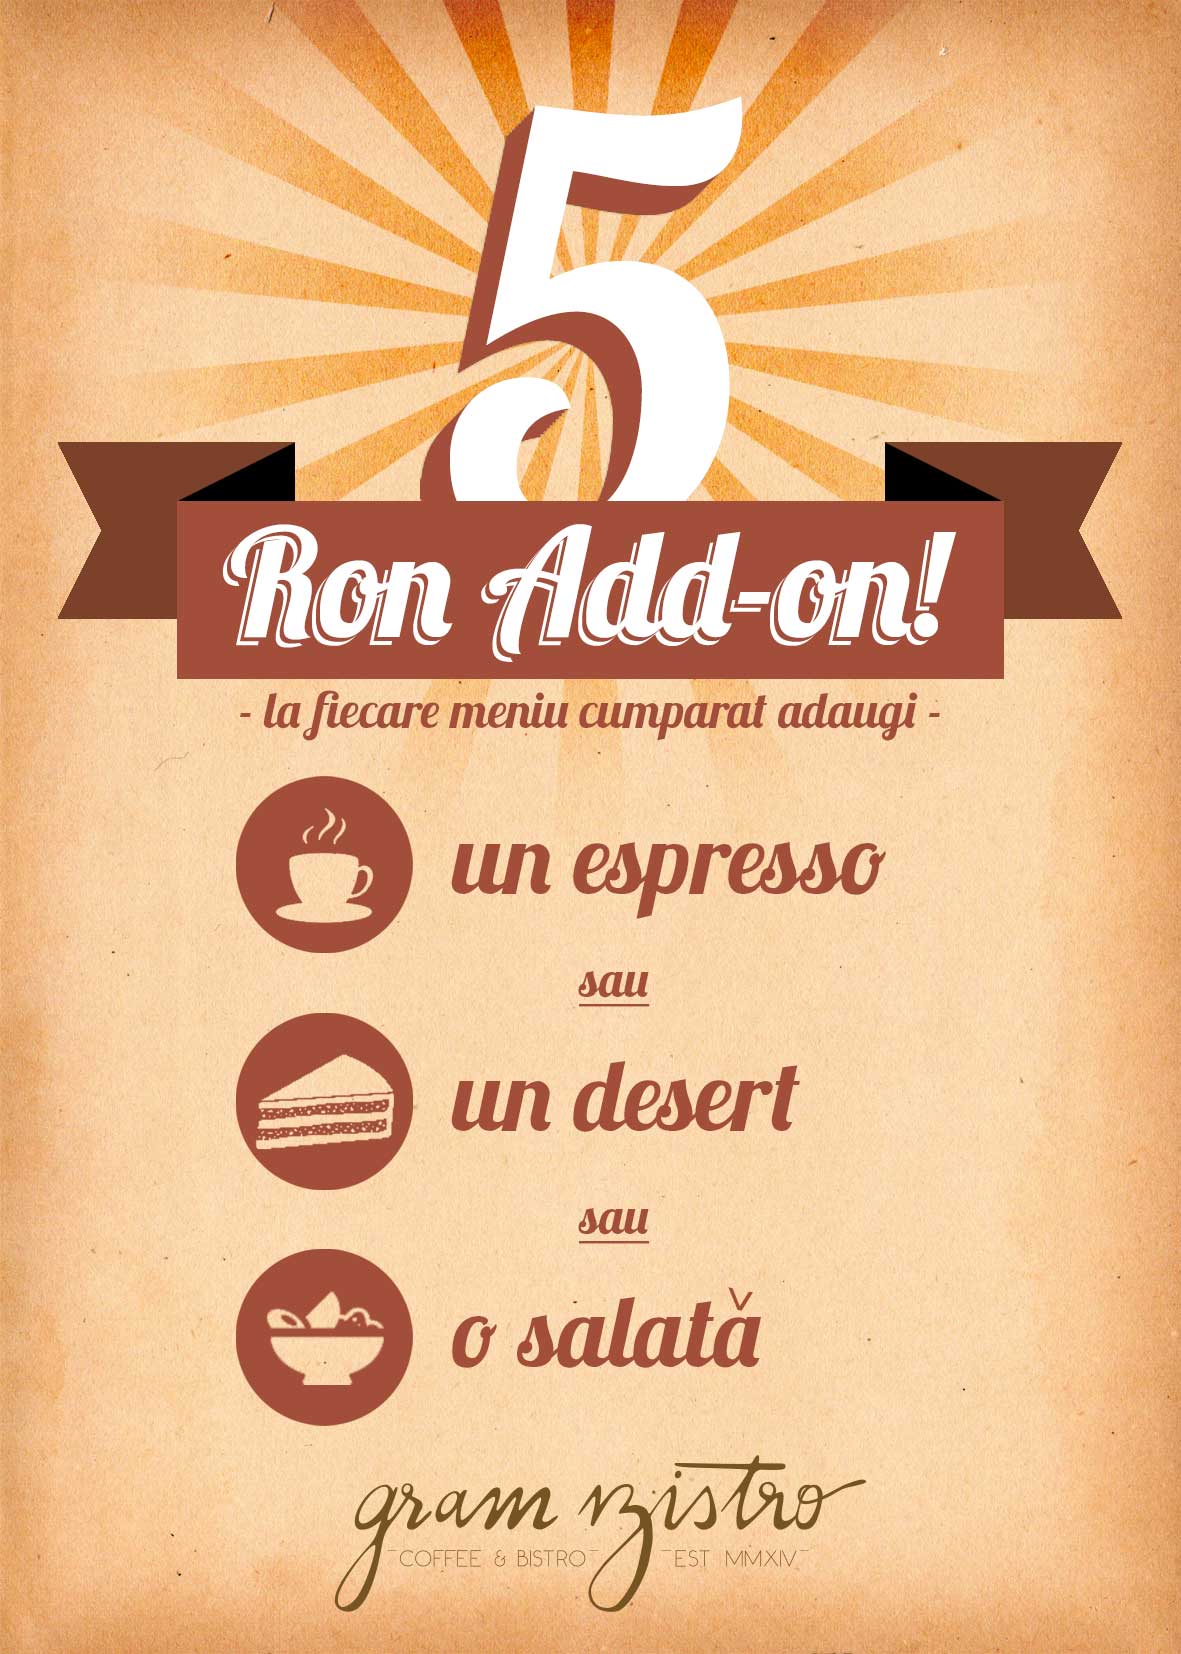 5
Ron Add-on!
- la fiecare meniu cumparat adaugi -
un espresso
sau
un desert
sau
o salată
gram bistro
COFFEE & BISTRO EST MMXIV